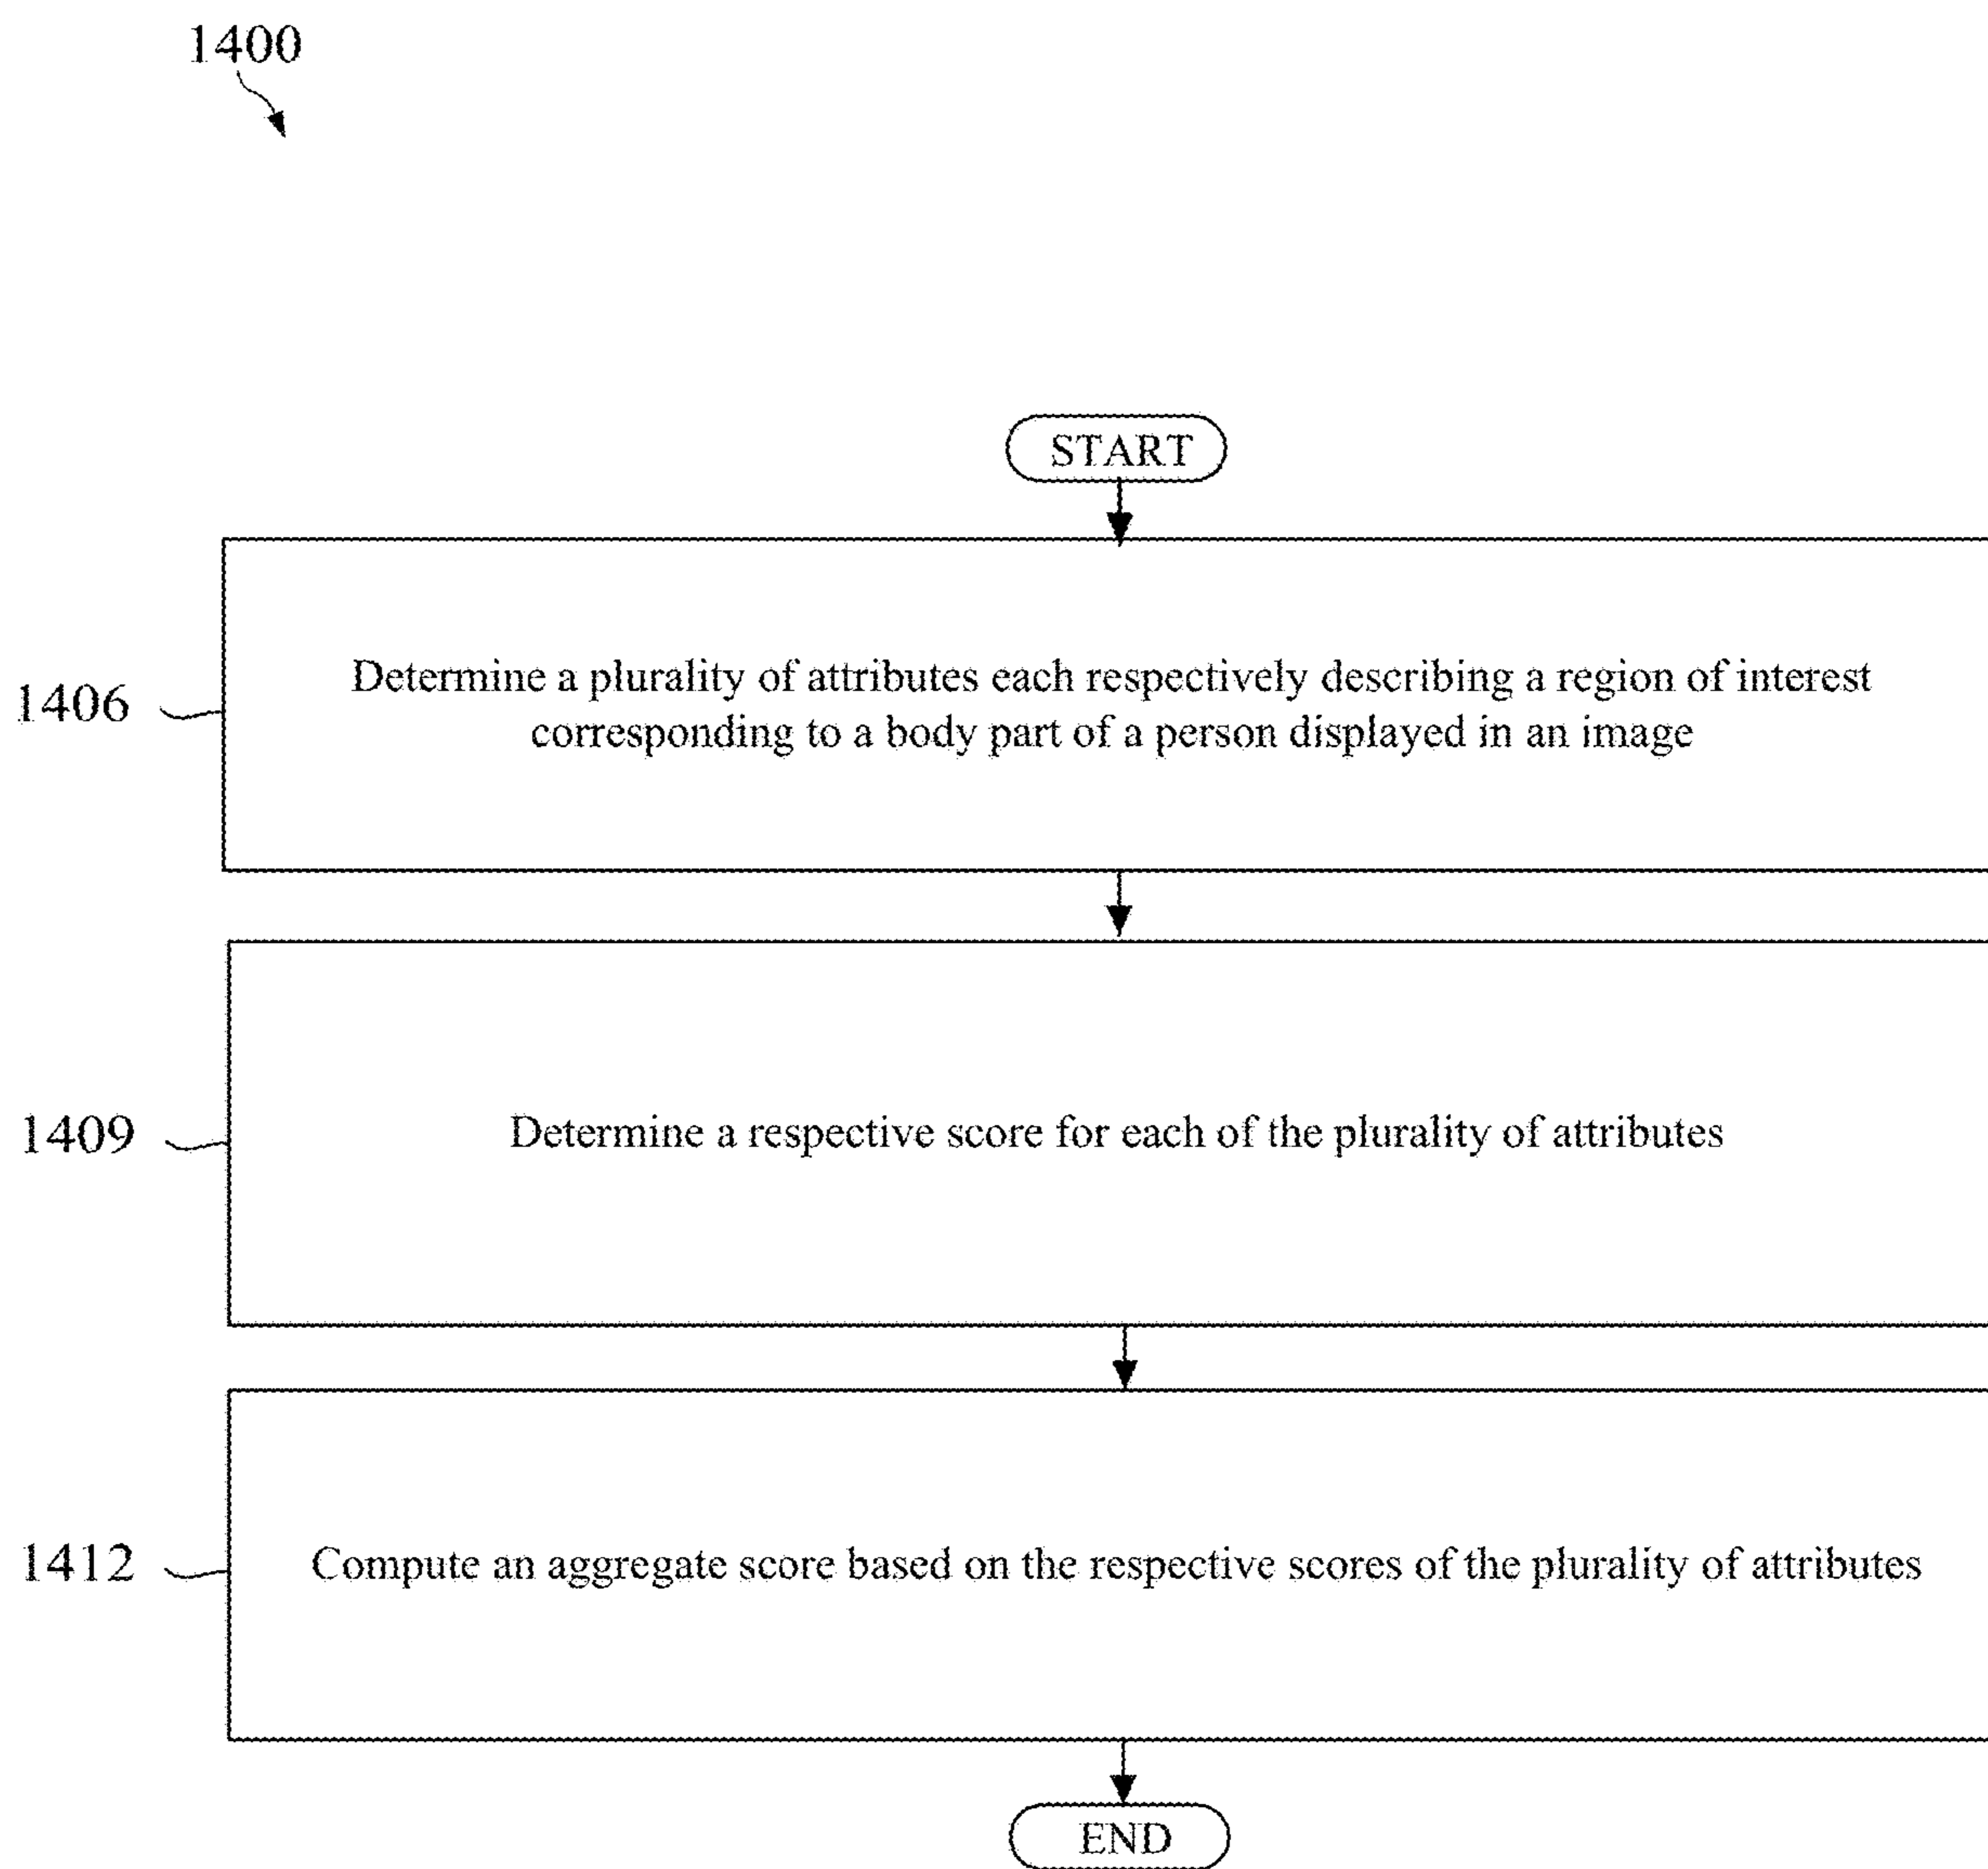 1400
START
1406
Determine a plurality of attributes each respectively describing a region of interest
corresponding to a body part of a person displayed in an image
1409
Determine a respective score for each of the plurality of attributes
1412
Compute an aggregate score based on the respective scores of the plurality of attributes
END